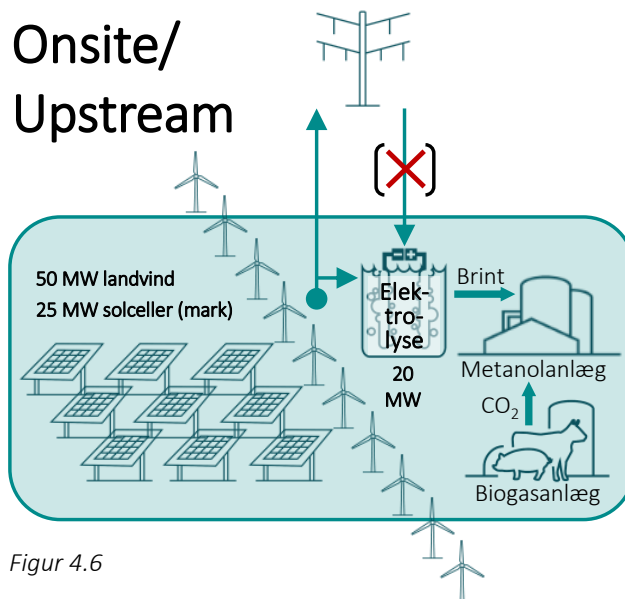 Onsite/
Upstream
50 MW landvind
25 MW solceller (mark)
Elek-
tro-
lyse
20
MW
Brint
Metanolanlæg
CO₂
Biogasanlæg
Figur 4.6